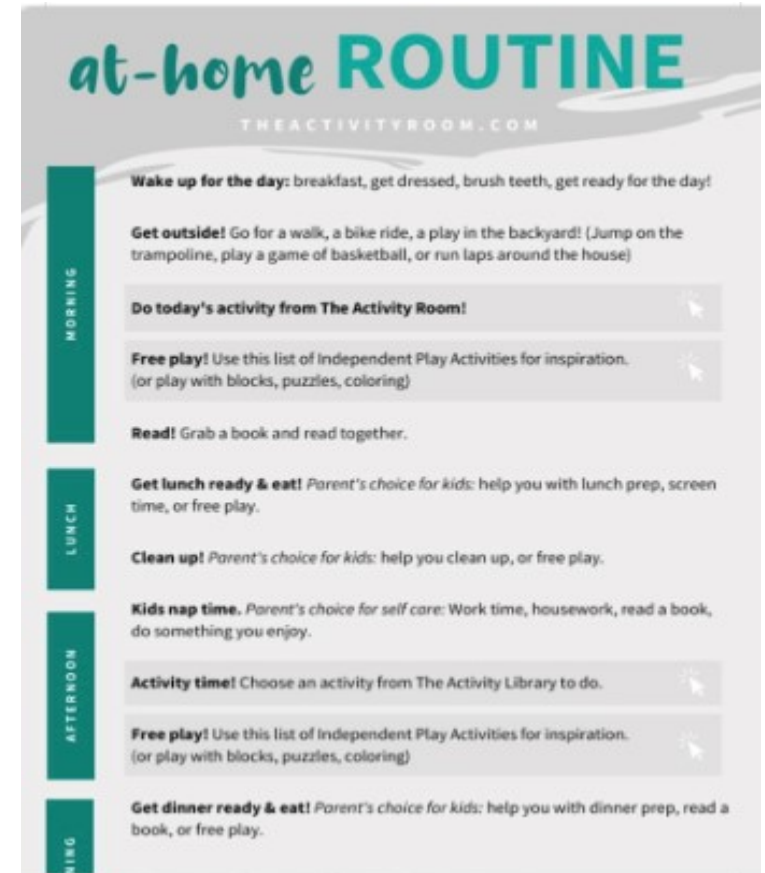 at-home ROUTINE
THEACTIVITYROOM.COM
MORNING
Wake up for the day: breakfast, get dressed, brush teeth, get ready for the day!
Get outside! Go for a walk, a bike ride, a play in the backyard! (Jump on the
trampoline, play a game of basketball, or run laps around the house)
Do today's activity from The Activity Room!
Free play! Use this list of Independent Play Activities for inspiration.
(or play with blocks, puzzles, coloring)
Read! Grab a book and read together.
LUNCH
Get lunch ready & eat! Parent's choice for kids: help you with lunch prep, screen
time, or free play.
Clean up! Parent's choice for kids: help you clean up, or free play.
AFTERNOON
Kids nap time. Parent's choice for self care: Work time, housework, read a book,
do something you enjoy.
Activity time! Choose an activity from The Activity Library to do.
Free play! Use this list of Independent Play Activities for inspiration.
(or play with blocks, puzzles, coloring)
NING
Get dinner ready & eat! Parent's choice for kids: help you with dinner prep, read a
book, or free play.